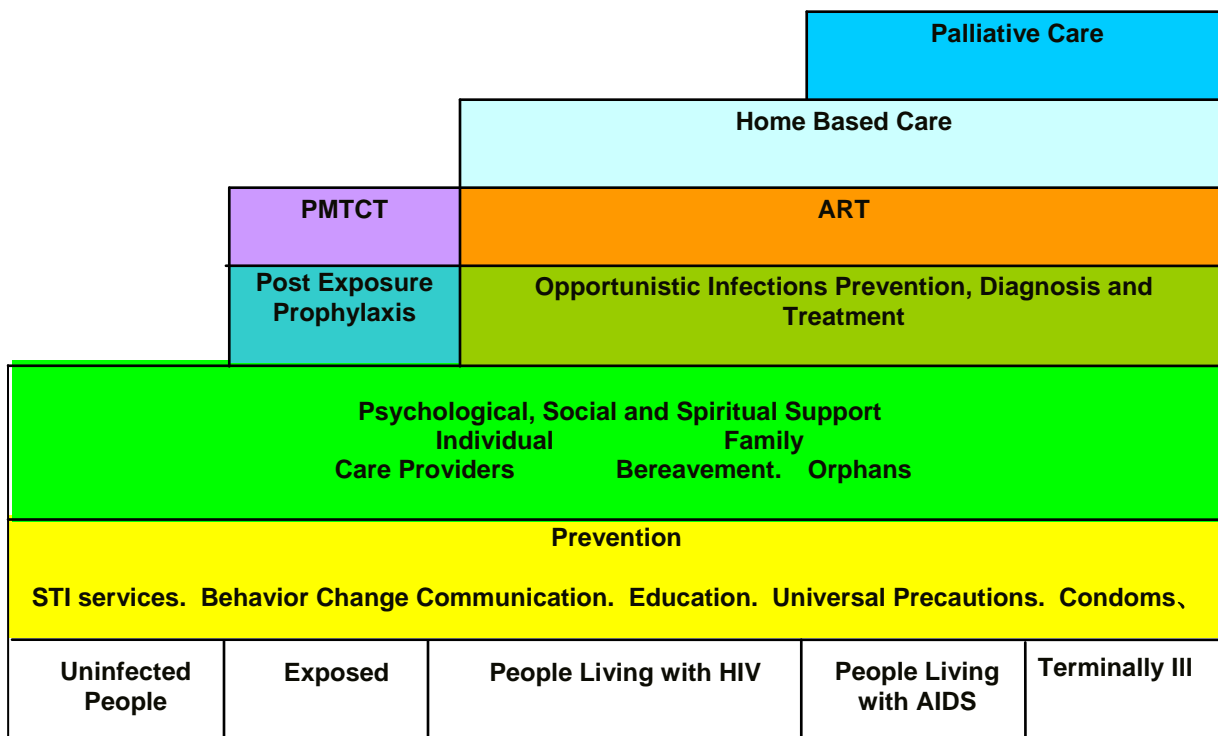 Palliative Care
Home Based Care
PMTCT
ART
Post Exposure
Prophylaxis
Opportunistic Infections Prevention, Diagnosis and
Treatment
Psychological, Social and Spiritual Support
Individual Family
Care Providers Bereavement. Orphans
Prevention
STI services. Behavior Change Communication. Education. Universal Precautions. Condoms、
Uninfected
People
Exposed
People Living with HIV
People Living
with AIDS
Terminally Ill